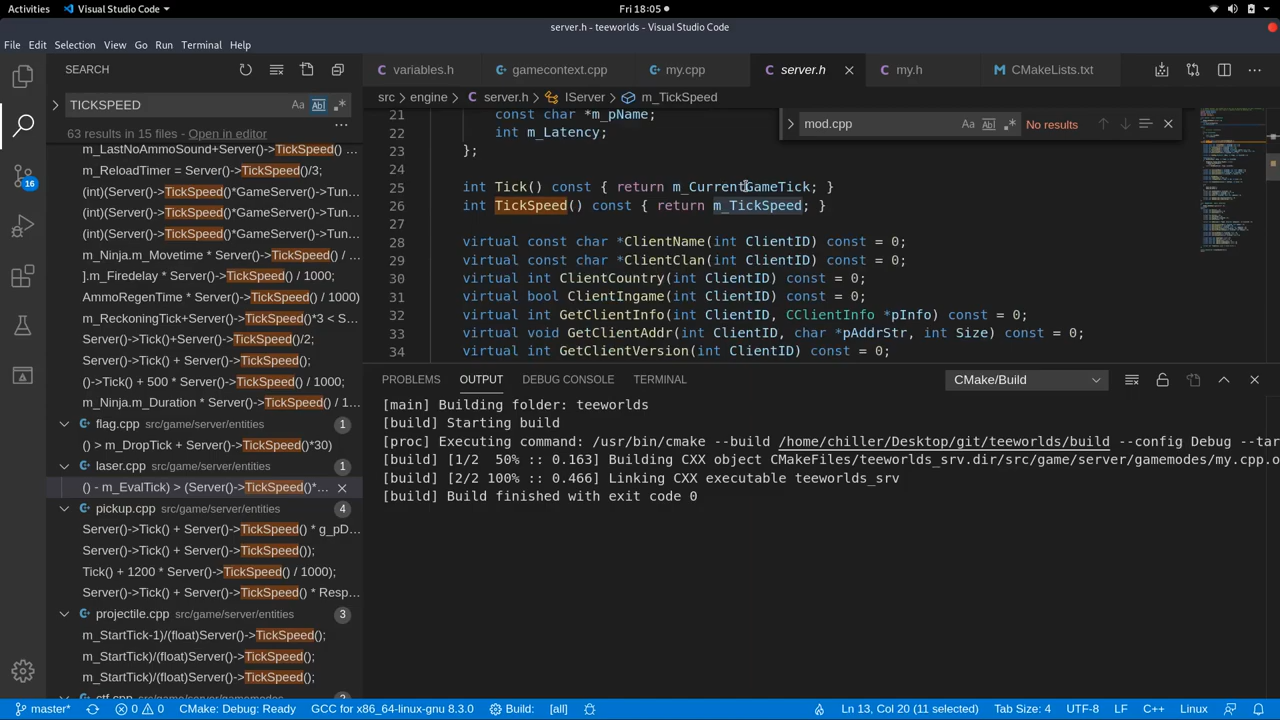 Activities
Visual Studio Code
Fri 18:05
server.h - teeworlds - Visual Studio Code
File Edit Selection View Go Run Terminal Help
SEARCH
TICKSPEED
Aa Abl .*
63 results in 15 files - Open in editor
m_LastNoAmmoSound+Server()->TickSpeed() ...
m_ReloadTimer = Server()->TickSpeed()/3;
(int)(Server()->TickSpeed()*GameServer()->Tun...
(int)(Server()->TickSpeed()*GameServer()->Tun...
(int)(Server()->TickSpeed()*GameServer()->Tun...
m_Ninja.m_Movetime * Server()->TickSpeed() / ...
].m_Firedelay * Server()->TickSpeed() / 1000;
AmmoRegenTime * Server()->TickSpeed() / 1000)
m_ReckoningTick+Server()->TickSpeed()*3 < S...
Server()->Tick()+Server()->TickSpeed()/2;
Server()->Tick() + Server()->TickSpeed();
()->Tick() + 500 * Server()->TickSpeed() / 1000;
m_Ninja.m_Duration * Server()->TickSpeed() / 1...
flag.cpp src/game/server/entities 1
() > m_DropTick + Server()->TickSpeed()*30)
laser.cpp src/game/server/entities 1
() - m_EvalTick) > (Server()->TickSpeed()*...
pickup.cpp src/game/server/entities 4
Server()->Tick() + Server()->TickSpeed() * g_pD...
Server()->Tick() + Server()->TickSpeed());
Tick() + 1200 * Server()->TickSpeed() / 1000);
Server()->Tick() + Server()->TickSpeed() * Resp...
projectile.cpp src/game/server/entities 3
m_StartTick-1)/(float)Server()->TickSpeed();
m_StartTick)/(float)Server()->TickSpeed();
m_StartTick)/(float)Server()->TickSpeed();
ctf.cpp src/game/server/gamemodes 2
16
variables.h gamecontext.cpp my.cpp server.h my.h CMakeLists.txt
src > engine > server.h > IServer > m_TickSpeed
mod.cpp Aa Abl .* No results
21 const char *m_pName;
22 int m_Latency;
23 };
24
25 int Tick() const { return m_CurrentGameTick; }
26 int TickSpeed() const { return m_TickSpeed; }
27
28 virtual const char *ClientName(int ClientID) const = 0;
29 virtual const char *ClientClan(int ClientID) const = 0;
30 virtual int ClientCountry(int ClientID) const = 0;
31 virtual bool ClientIngame(int ClientID) const = 0;
32 virtual int GetClientInfo(int ClientID, CClientInfo *pInfo) const = 0;
33 virtual void GetClientAddr(int ClientID, char *pAddrStr, int Size) const = 0;
34 virtual int GetClientVersion(int ClientID) const = 0;
PROBLEMS OUTPUT DEBUG CONSOLE TERMINAL
CMake/Build
[main] Building folder: teeworlds
[build] Starting build
[proc] Executing command: /usr/bin/cmake --build /home/chiller/Desktop/git/teeworlds/build --config Debug --tar
[build] [1/2 50% :: 0.163] Building CXX object CMakeFiles/teeworlds_srv.dir/src/game/server/gamemodes/my.cpp.o
[build] [2/2 100% :: 0.466] Linking CXX executable teeworlds_srv
[build] Build finished with exit code 0
master* 0 0 CMake: Debug: Ready GCC for x86_64-linux-gnu 8.3.0 Build: [all] Ln 13, Col 20 (11 selected) Tab Size: 4 UTF-8 LF C++ Linux